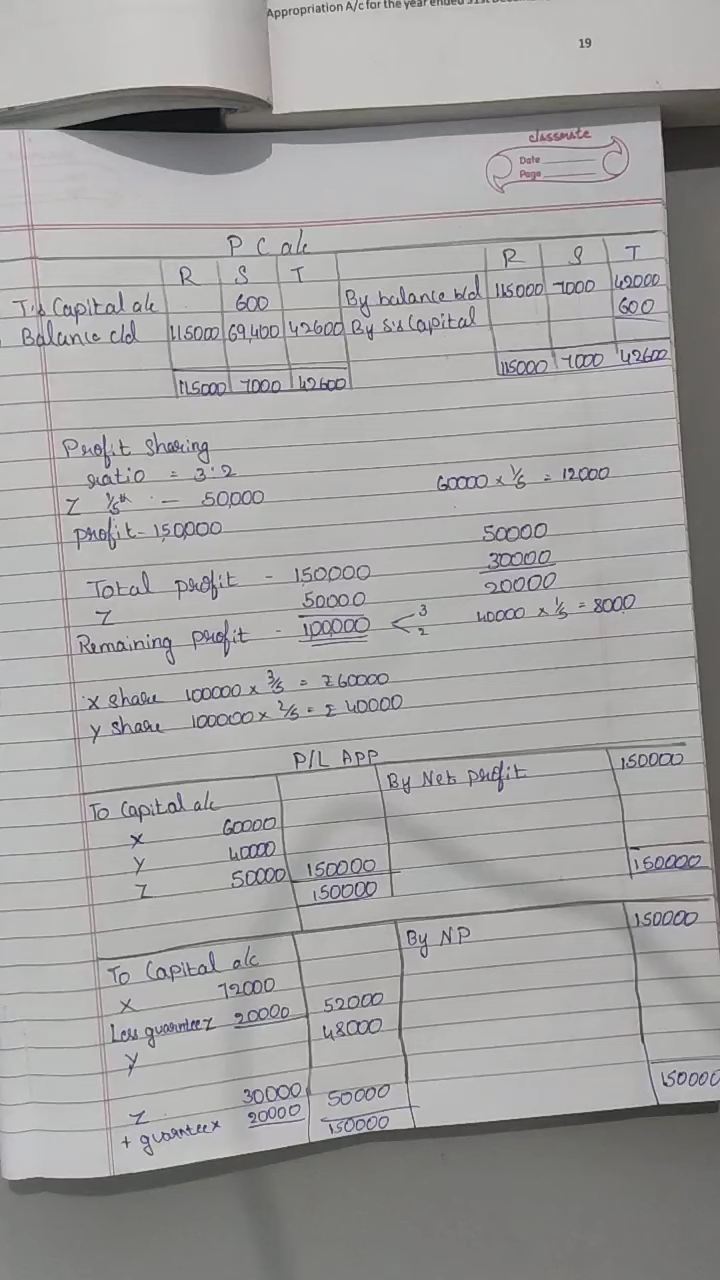 Appropriation A/c for the year ended 31st
19
classmate
Date
Page
P C a/c
R S T R S T
T's Capital a/c 600 By balance b/d 115000 7000 42000
Balance c/d 115000 69,400 42600 By S's Capital 600
115000 7000 42600 115000 7000 42600
Profit sharing
ratio = 3:2
Z 1/5th - 50,000 60000 × 1/5 = 12000
profit - 150,000 50000
30000
Total profit - 150000 20000
Z 50000
Remaining profit - 100000 < 3 2 40000 × 1/5 = 8000
X share 100000 × 3/5 = ₹60000
Y share 100000 × 2/5 = ₹40000
P/L APP
To Capital a/c By Net profit 150000
X 60000
Y 40000
Z 50000 150000 150000
150000
To Capital a/c By NP 150000
X 72000
Less guarantee z 20000 52000
Y 48000
Z 30000 50000 150000
+ guarantee x 20000 150000